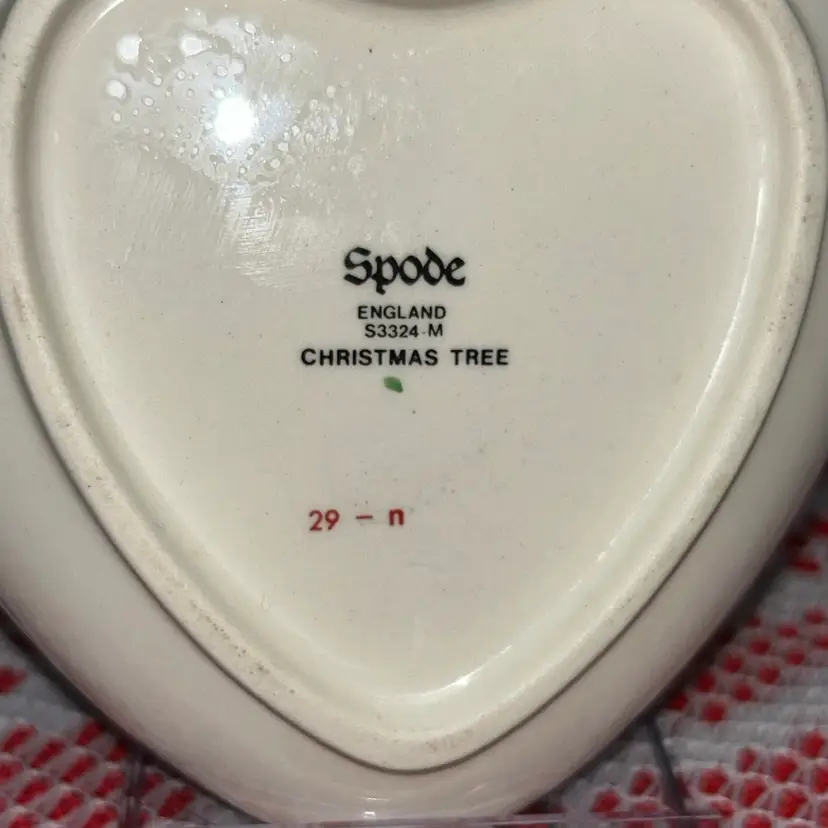 Spode
ENGLAND
S3324-M
CHRISTMAS TREE
29 – n